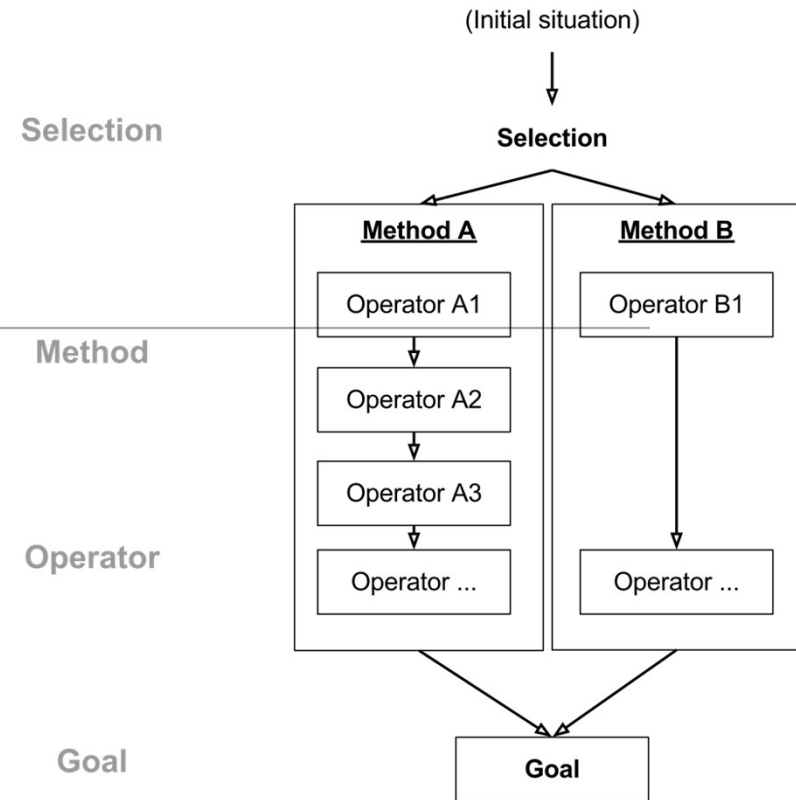 (Initial situation)
Selection
Selection
Method A
Method B
Operator A1
Operator B1
Method
Operator A2
Operator A3
Operator
Operator ...
Operator ...
Goal
Goal